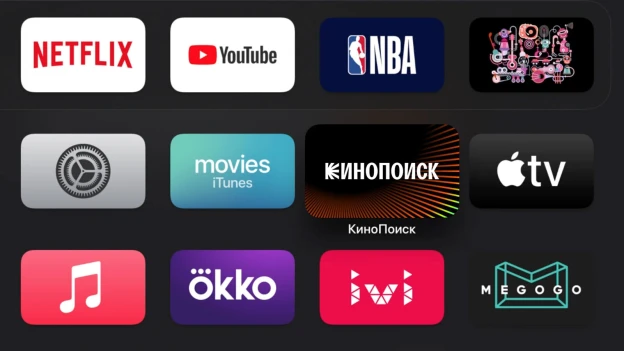 NETFLIX
YouTube
NBA
movies
iTunes
КИНОПОИСК
tv
КиноПоиск
ökko
ivi
MEGOGO